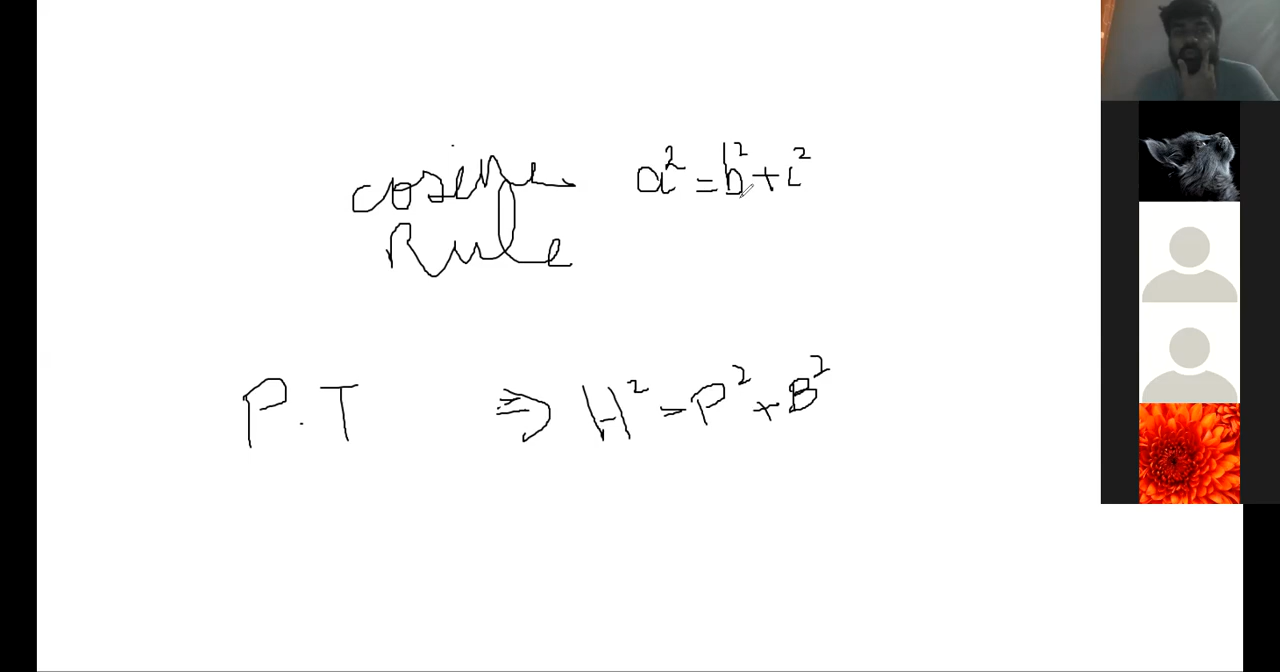 cosine a² = b² + c²
Rule
P.T ⇒ H² = P² + B²